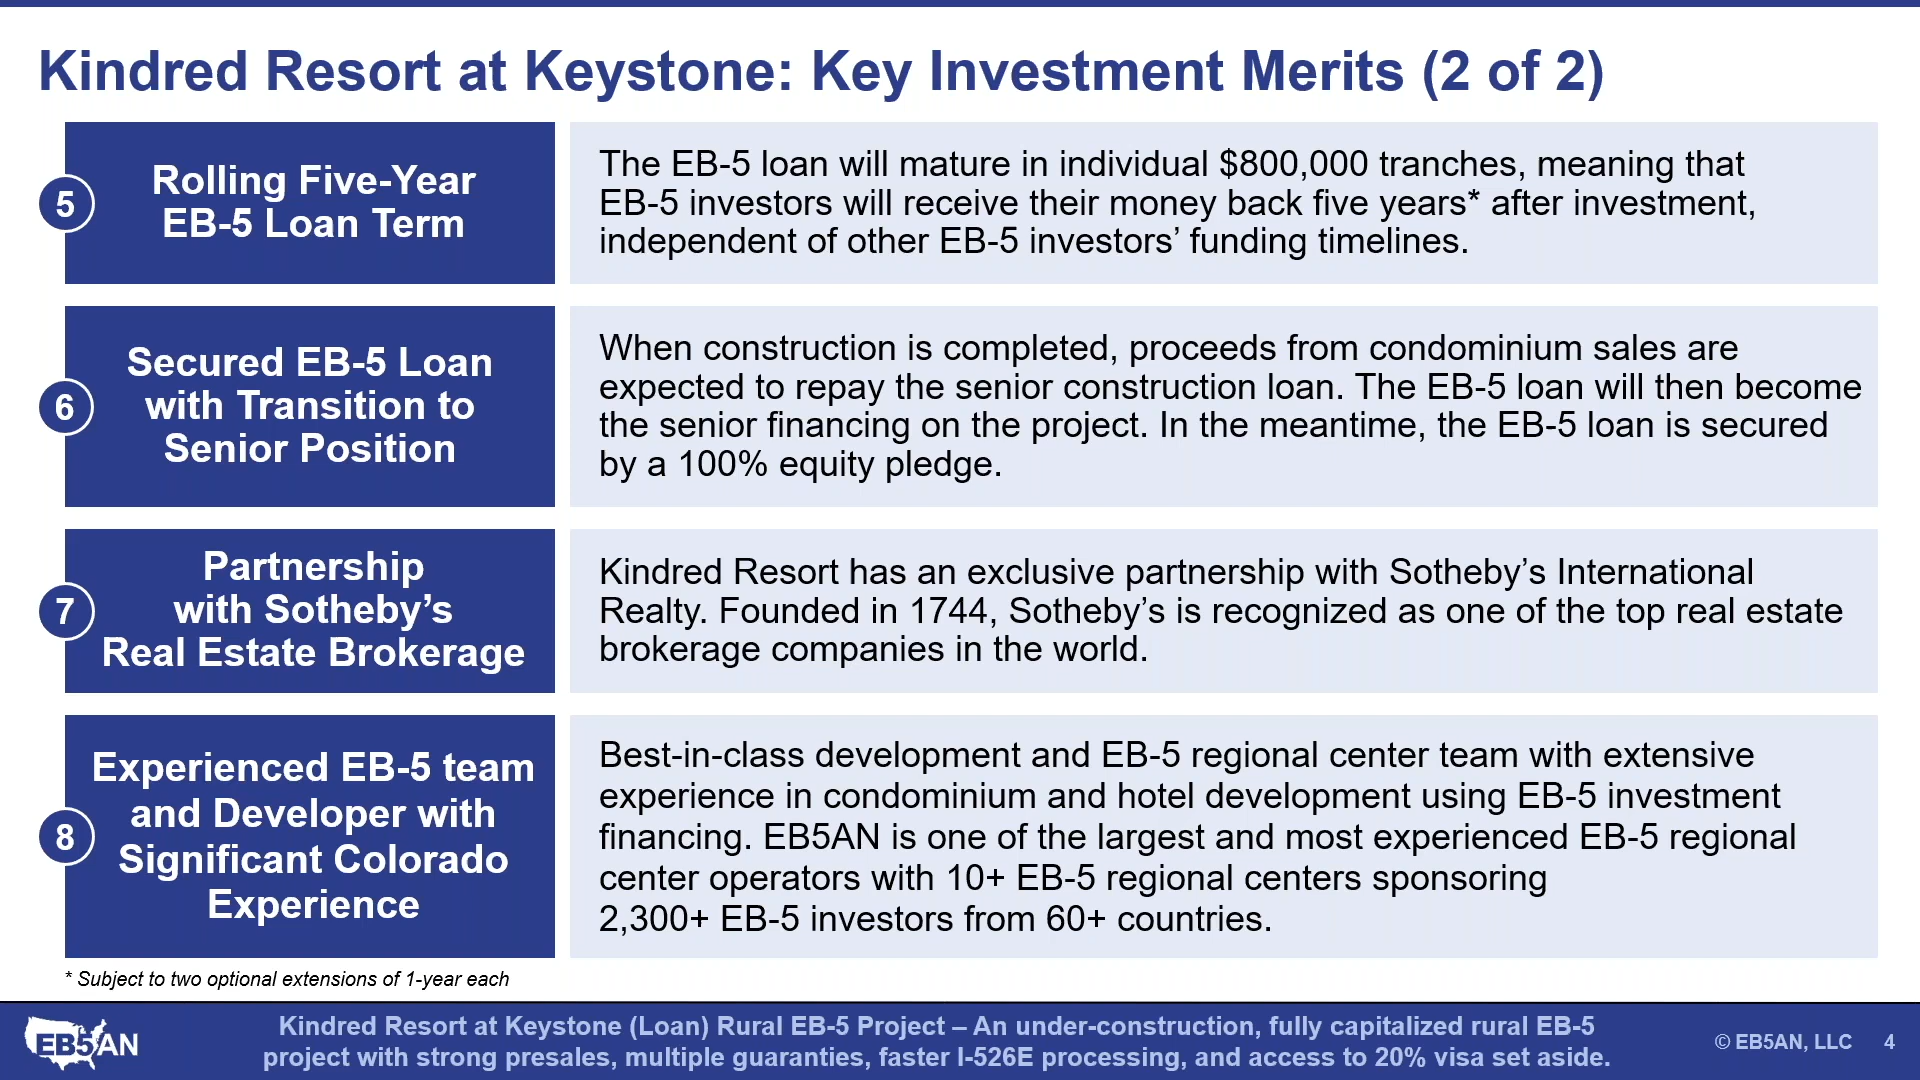 Kindred Resort at Keystone: Key Investment Merits (2 of 2)
5
Rolling Five-Year
EB-5 Loan Term
The EB-5 loan will mature in individual $800,000 tranches, meaning that
EB-5 investors will receive their money back five years* after investment,
independent of other EB-5 investors’ funding timelines.
6
Secured EB-5 Loan
with Transition to
Senior Position
When construction is completed, proceeds from condominium sales are
expected to repay the senior construction loan. The EB-5 loan will then become
the senior financing on the project. In the meantime, the EB-5 loan is secured
by a 100% equity pledge.
7
Partnership
with Sotheby’s
Real Estate Brokerage
Kindred Resort has an exclusive partnership with Sotheby’s International
Realty. Founded in 1744, Sotheby’s is recognized as one of the top real estate
brokerage companies in the world.
8
Experienced EB-5 team
and Developer with
Significant Colorado
Experience
Best-in-class development and EB-5 regional center team with extensive
experience in condominium and hotel development using EB-5 investment
financing. EB5AN is one of the largest and most experienced EB-5 regional
center operators with 10+ EB-5 regional centers sponsoring
2,300+ EB-5 investors from 60+ countries.
* Subject to two optional extensions of 1-year each
EB5AN
Kindred Resort at Keystone (Loan) Rural EB-5 Project – An under-construction, fully capitalized rural EB-5
project with strong presales, multiple guaranties, faster I-526E processing, and access to 20% visa set aside.
© EB5AN, LLC 4